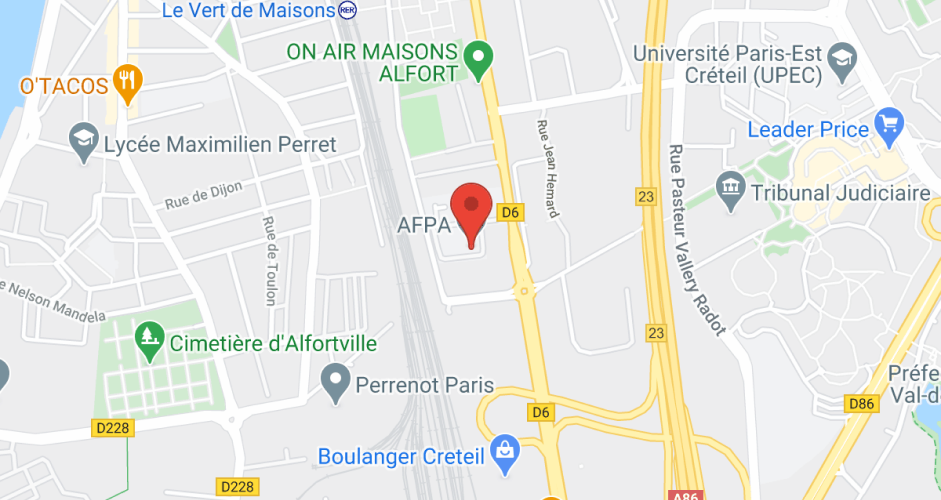 Le Vert de Maisons
RER
ON AIR MAISONS
ALFORT
Université Paris-Est
Créteil (UPEC)
O'TACOS
Leader Price
Lycée Maximilien Perret
Rue Jean Hemard
Rue Pasteur Vallery Radot
Rue de Dijon
23
Tribunal Judiciaire
AFPA
D6
Rue de Toulon
e Nelson Mandela
23
Cimetière d'Alfortville
Perrenot Paris
Préfe
Val-d
D86
D6
D228
Boulanger Creteil
D228
A86